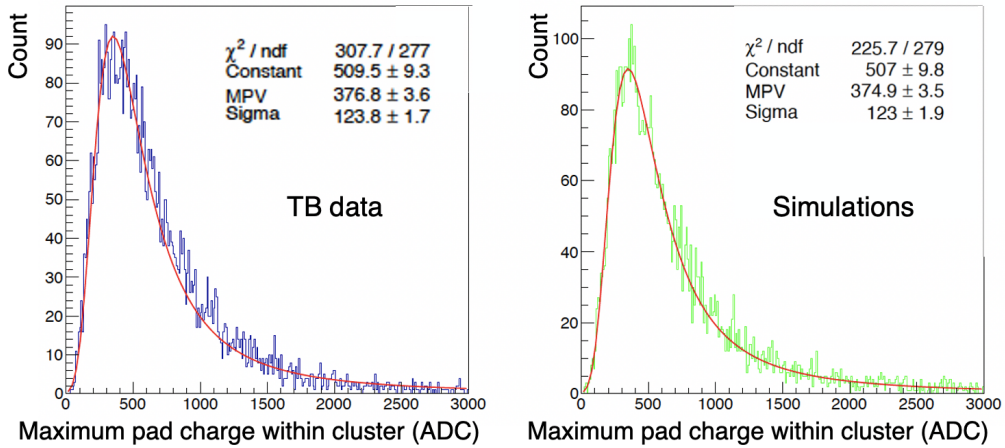 Count
90
80
70
60
50
40
30
20
10
0
χ² / ndf 307.7 / 277
Constant 509.5 ± 9.3
MPV 376.8 ± 3.6
Sigma 123.8 ± 1.7
TB data
0 500 1000 1500 2000 2500 3000
Maximum pad charge within cluster (ADC)
Count
100
80
60
40
20
0
χ² / ndf 225.7 / 279
Constant 507 ± 9.8
MPV 374.9 ± 3.5
Sigma 123 ± 1.9
Simulations
0 500 1000 1500 2000 2500 3000
Maximum pad charge within cluster (ADC)